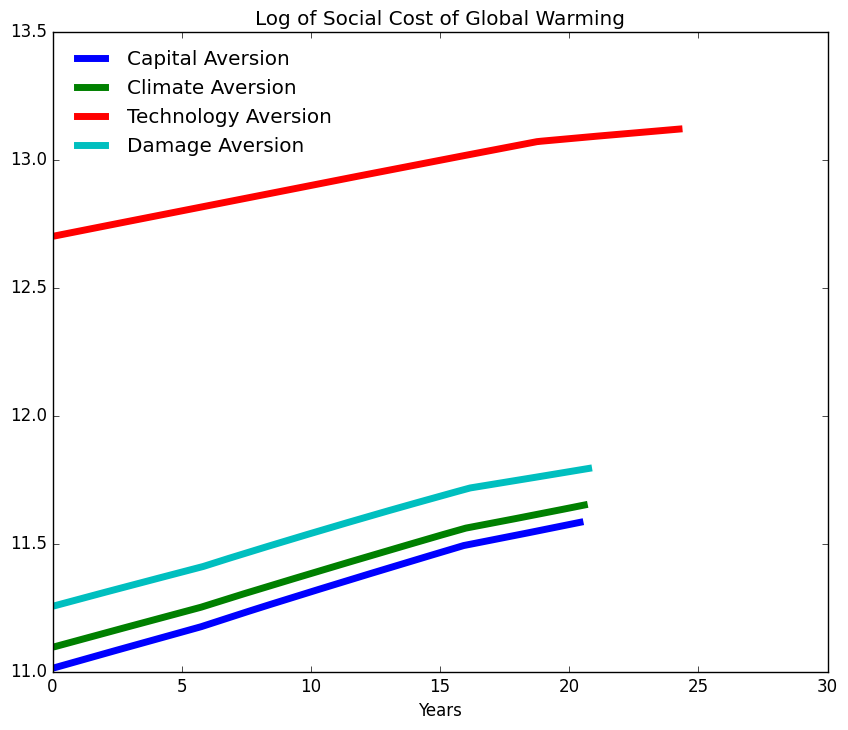 Log of Social Cost of Global Warming
13.5
13.0
12.5
12.0
11.5
11.0
Capital Aversion
Climate Aversion
Technology Aversion
Damage Aversion
0 5 10 15 20 25 30
Years